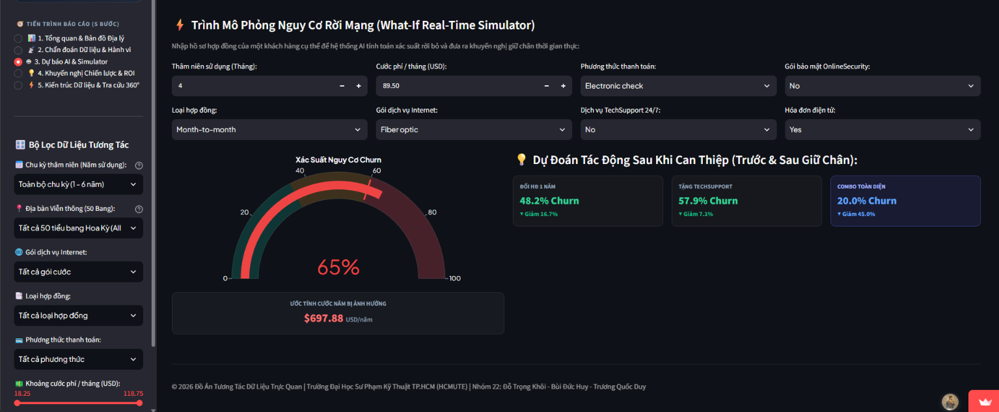 TIẾN TRÌNH BÁO CÁO (5 BƯỚC)
1. Tổng quan & Bản đồ Địa lý
2. Chẩn đoán Dữ liệu & Hành vi
3. Dự báo AI & Simulator
4. Khuyến nghị Chiến lược & ROI
5. Kiến trúc Dữ liệu & Tra cứu 360°
Bộ Lọc Dữ Liệu Tương Tác
Chu kỳ thâm niên (Năm sử dụng):
Toàn bộ chu kỳ (1 - 6 năm)
Địa bàn Viễn thông (50 Bang):
Tất cả 50 tiểu bang Hoa Kỳ (All
Gói dịch vụ Internet:
Tất cả gói cước
Loại hợp đồng:
Tất cả loại hợp đồng
Phương thức thanh toán:
Tất cả phương thức
Khoảng cước phí / tháng (USD):
18.25 118.75
Trình Mô Phỏng Nguy Cơ Rời Mạng (What-If Real-Time Simulator)
Nhập hồ sơ hợp đồng của một khách hàng cụ thể để hệ thống AI tính toán xác suất rời bỏ và đưa ra khuyến nghị giữ chân thời gian thực:
Thâm niên sử dụng (Tháng): Cước phí / tháng (USD): Phương thức thanh toán: Gói bảo mật OnlineSecurity:
4 − + 89.50 − + Electronic check No
Loại hợp đồng: Gói dịch vụ Internet: Dịch vụ TechSupport 24/7: Hóa đơn điện tử:
Month-to-month Fiber optic No Yes
Xác Suất Nguy Cơ Churn
0 20 40 60 80 100
65%
ƯỚC TÍNH CƯỚC NĂM BỊ ẢNH HƯỞNG
$697.88 USD/năm
Dự Đoán Tác Động Sau Khi Can Thiệp (Trước & Sau Giữ Chân):
ĐỔI HĐ 1 NĂM
48.2% Churn
▼ Giảm 16.7%
TẶNG TECHSUPPORT
57.9% Churn
▼ Giảm 7.1%
COMBO TOÀN DIỆN
20.0% Churn
▼ Giảm 45.0%
© 2026 Đồ Án Tương Tác Dữ Liệu Trực Quan | Trường Đại Học Sư Phạm Kỹ Thuật TP.HCM (HCMUTE) | Nhóm 22: Đỗ Trọng Khôi - Bùi Đức Huy - Trương Quốc Duy